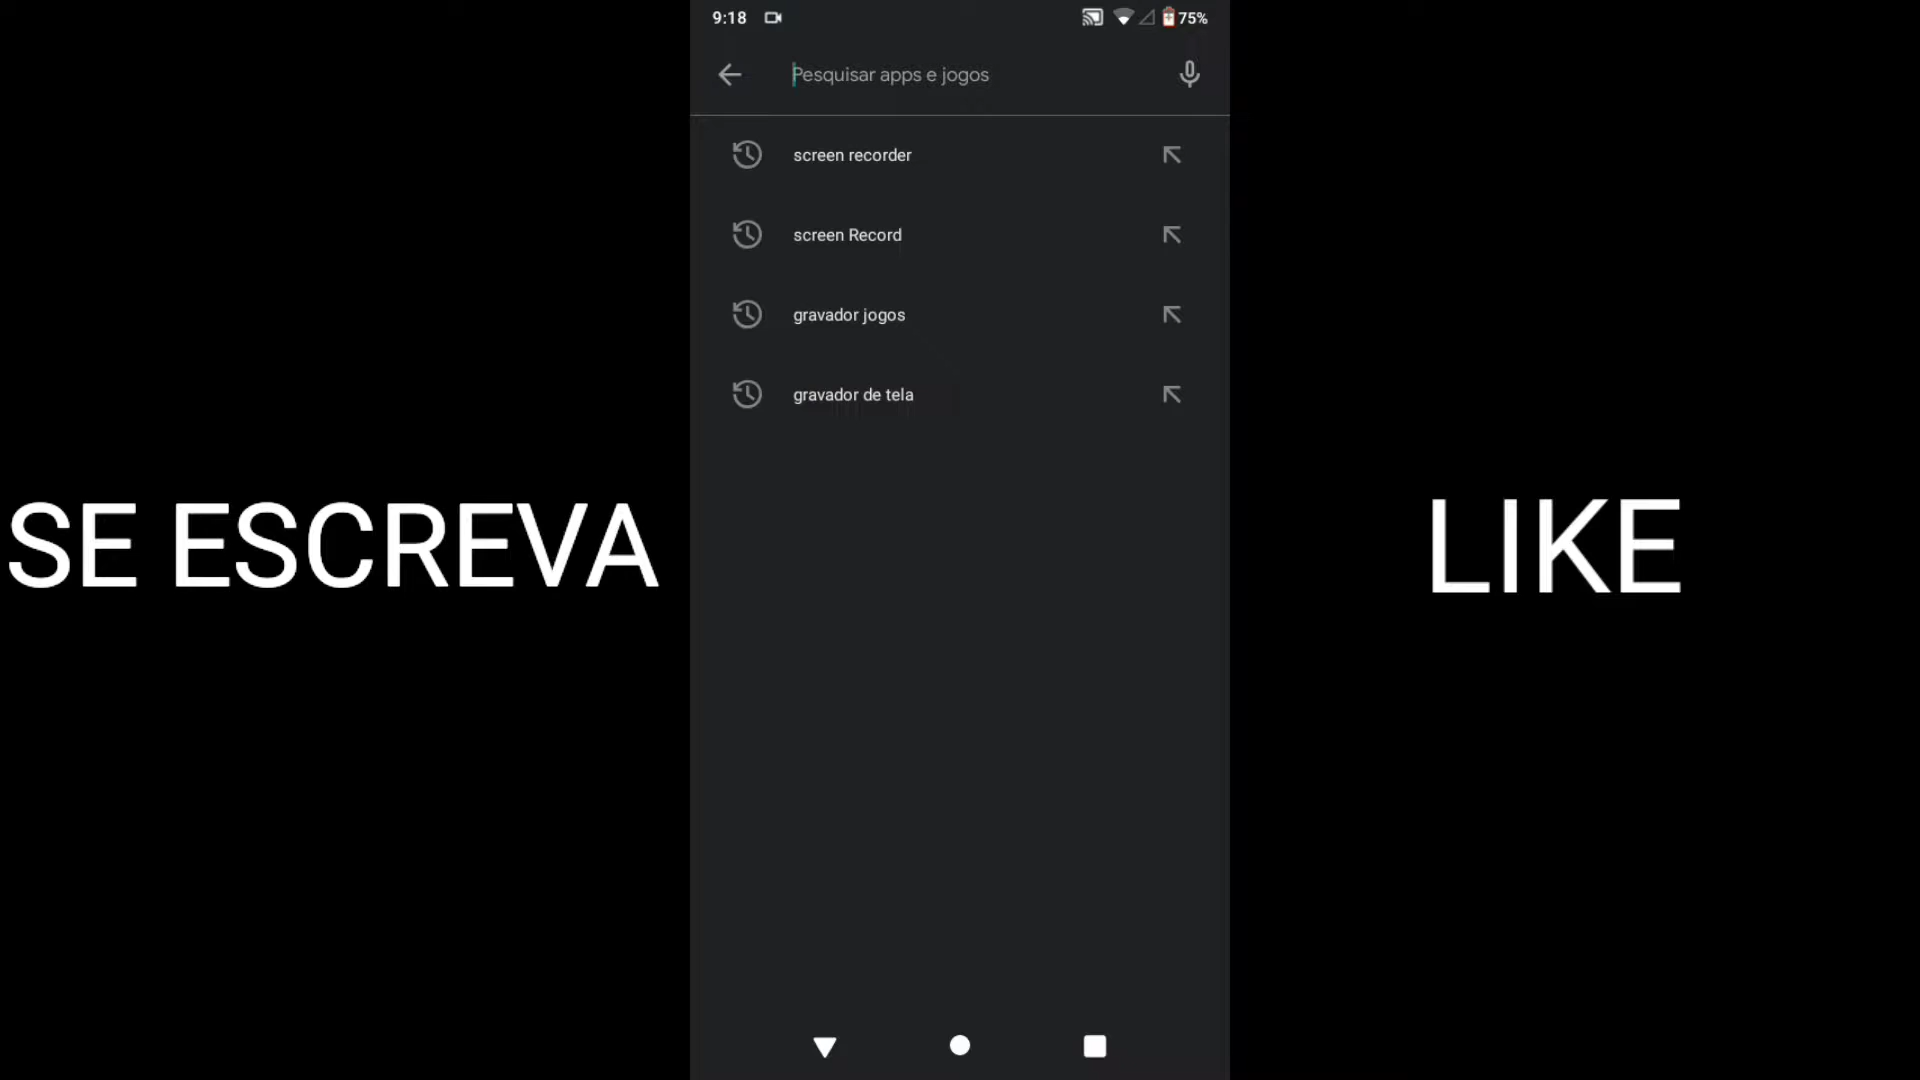 9:18
75%
Pesquisar apps e jogos
screen recorder
screen Record
gravador jogos
gravador de tela
SE ESCREVA
LIKE